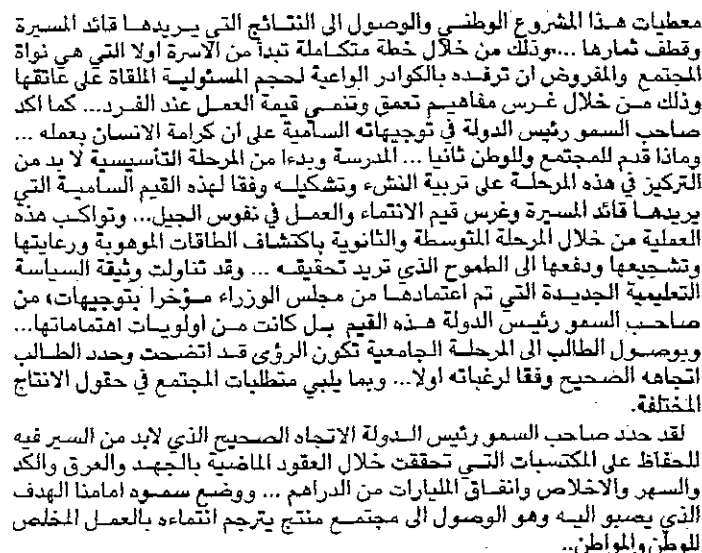 معطيات هذا المشروع الوطني والوصول الى النتائج التي يريدها قائد المسيرة
وقطف ثمارها ... وذلك من خلال خطة متكاملة تبدأ من الاسرة اولا التي هي نواة
المجتمع والمفروض ان ترفده بالكوادر الواعية لحجم المسئولية الملقاة على عاتقها
وذلك من خلال غرس مفاهيم تعمق وتنمي قيمة العمل عند الفرد... كما اكد
صاحب السمو رئيس الدولة في توجيهاته السامية على ان كرامة الانسان بعمله ...
وماذا قدم للمجتمع وللوطن ثانيا ... المدرسة وبدءا من المرحلة التأسيسية لا بد من
التركيز في هذه المرحلة على تربية النشء وتشكيله وفقا لهذه القيم السامية التي
يريدها قائد المسيرة وغرس قيم الانتماء والعمل في نفوس الجيل... وتواكب هذه
العملية من خلال المرحلة المتوسطة والثانوية باكتشاف الطاقات الموهوبة ورعايتها
وتشجيعها ودفعها الى الطموح الذي تريد تحقيقه ... وقد تناولت وثيقة السياسة
التعليمية الجديدة التي تم اعتمادها من مجلس الوزراء مؤخرا بتوجيهات، من
صاحب السمو رئيس الدولة هذه القيم بل كانت من اولويات اهتماماتها...
وبوصول الطالب الى المرحلة الجامعية تكون الرؤى قد اتضحت وحدد الطالب
اتجاهه الصحيح وفقا لرغباته اولا... وبما يلبي متطلبات المجتمع في حقول الانتاج
المختلفة.
لقد حدد صاحب السمو رئيس الدولة الاتجاه الصحيح الذي لابد من السير فيه
للحفاظ على المكتسبات التي تحققت خلال العقود الماضية بالجهد والعرق والكد
والسهر والاخلاص وانفاق المليارات من الدراهم ... ووضع سموه امامنا الهدف
الذي يصبو اليه وهو الوصول الى مجتمع منتج يترجم انتماءه بالعمل المخلص
للوطن والمواطن..